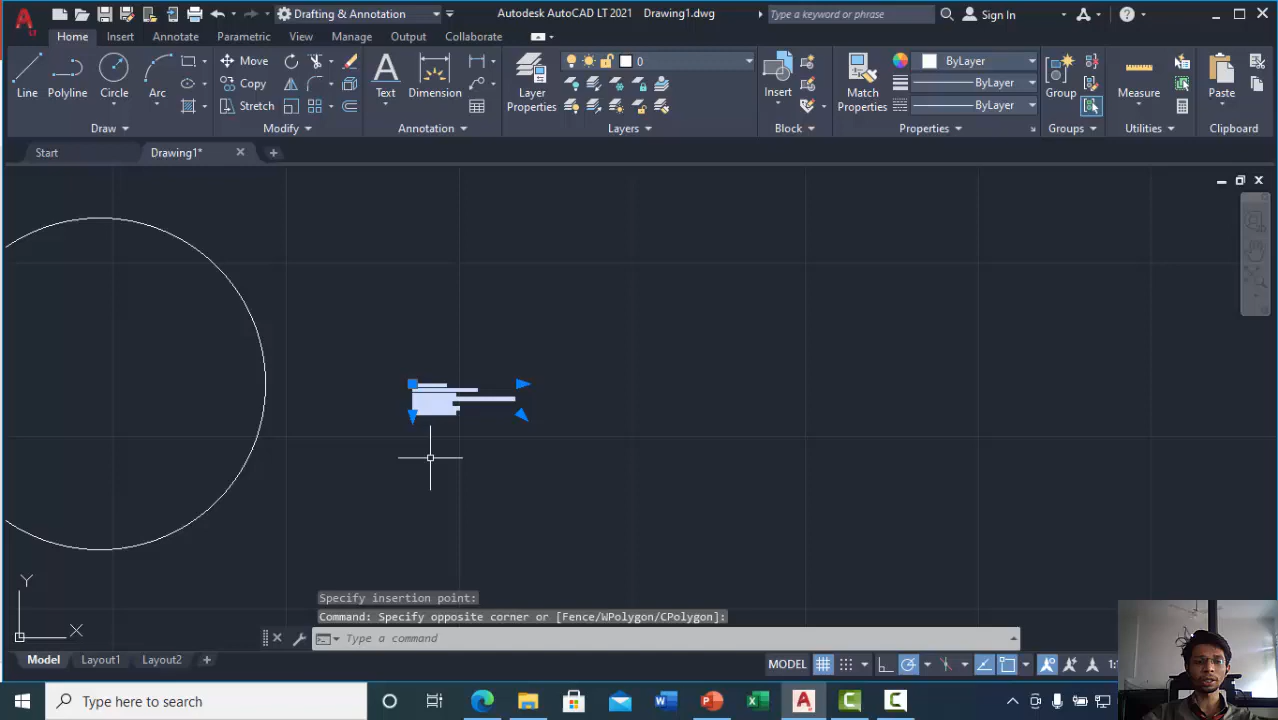 Drafting & Annotation
Autodesk AutoCAD LT 2021 Drawing1.dwg
Type a keyword or phrase
Sign In
LT
Home Insert Annotate Parametric View Manage Output Collaborate
Line Polyline Circle Arc
Move
Copy
Stretch
Text Dimension
Layer
Properties
0
Insert
Match
Properties
ByLayer
ByLayer
ByLayer
Group
Measure
Paste
Draw Modify Annotation Layers Block Properties Groups Utilities Clipboard
Start Drawing1*
Y
X
Specify insertion point:
Command: Specify opposite corner or [Fence/WPolygon/CPolygon]:
Type a command
Model Layout1 Layout2
MODEL
Type here to search